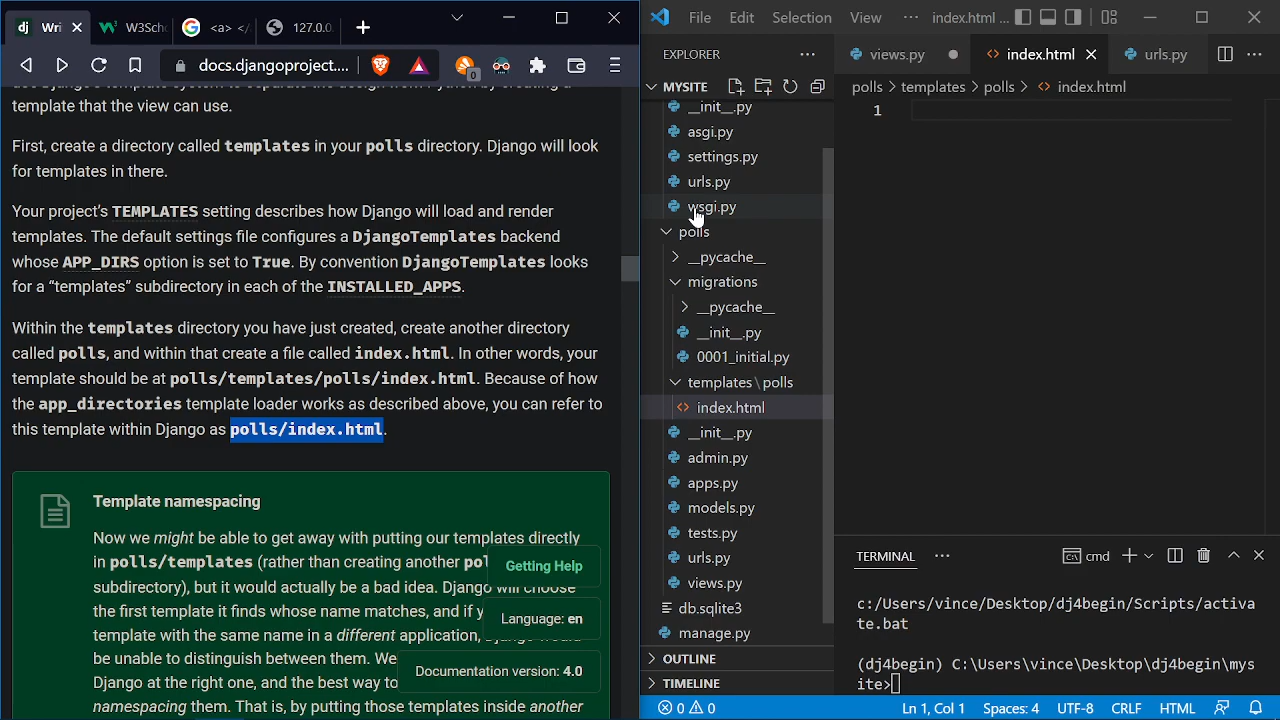 dj Wri
W3Scho
<a> </
127.0.0.
docs.djangoproject....
0
template that the view can use.
First, create a directory called templates in your polls directory. Django will look
for templates in there.
Your project's TEMPLATES setting describes how Django will load and render
templates. The default settings file configures a DjangoTemplates backend
whose APP_DIRS option is set to True. By convention DjangoTemplates looks
for a “templates” subdirectory in each of the INSTALLED_APPS.
Within the templates directory you have just created, create another directory
called polls, and within that create a file called index.html. In other words, your
template should be at polls/templates/polls/index.html. Because of how
the app_directories template loader works as described above, you can refer to
this template within Django as polls/index.html.
Template namespacing
Now we might be able to get away with putting our templates directly
in polls/templates (rather than creating another pol
subdirectory), but it would actually be a bad idea. Django will choose
the first template it finds whose name matches, and if y
template with the same name in a different application,
be unable to distinguish between them. We
Django at the right one, and the best way to
namespacing them. That is, by putting those templates inside another
Getting Help
Language: en
Documentation version: 4.0
File Edit Selection View ··· index.html ...
EXPLORER ···
MYSITE
__init__.py
asgi.py
settings.py
urls.py
wsgi.py
polls
__pycache__
migrations
__pycache__
__init__.py
0001_initial.py
templates\polls
index.html
__init__.py
admin.py
apps.py
models.py
tests.py
urls.py
views.py
db.sqlite3
manage.py
OUTLINE
TIMELINE
views.py
index.html
urls.py
polls > templates > polls > index.html
1
TERMINAL ··· cmd
c:/Users/vince/Desktop/dj4begin/Scripts/activa
te.bat
(dj4begin) C:\Users\vince\Desktop\dj4begin\mys
ite>
0 0 Ln 1, Col 1 Spaces: 4 UTF-8 CRLF HTML